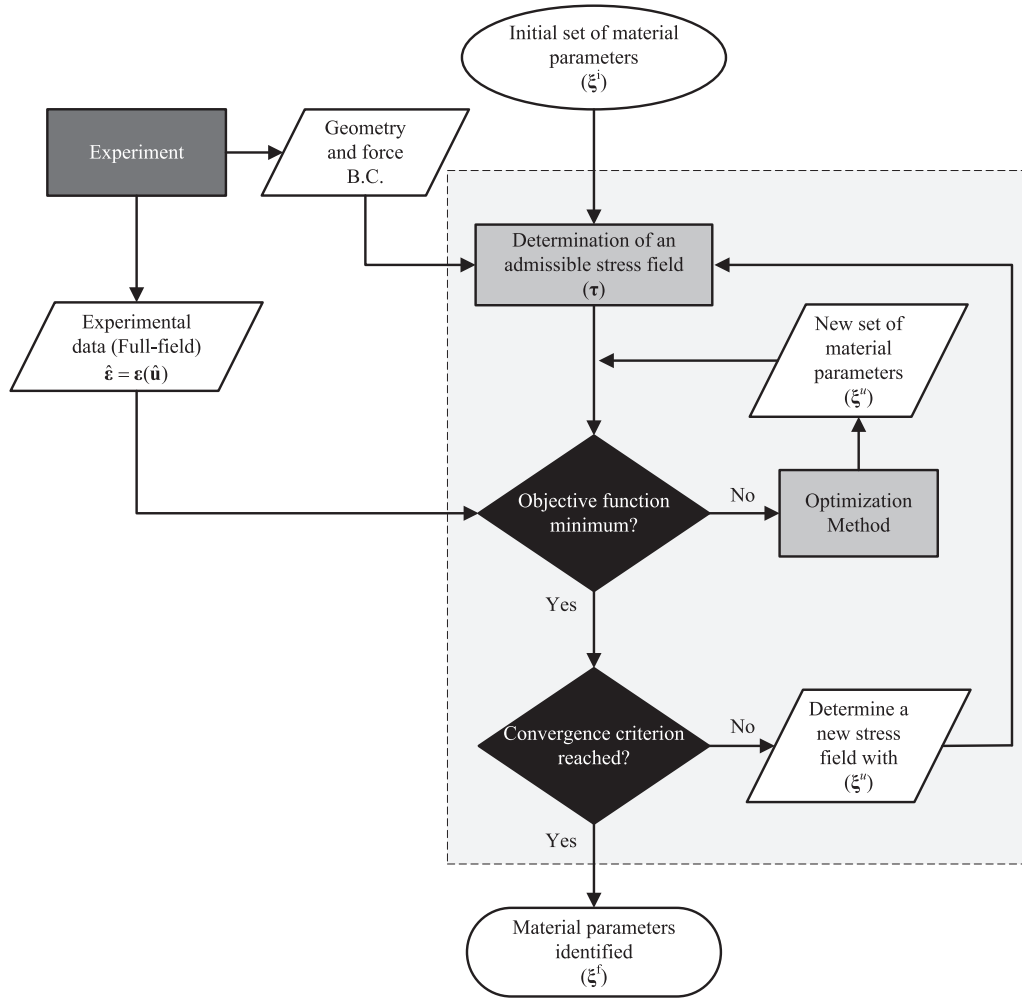 Initial set of material
parameters
(ξⁱ)
Experiment
Geometry
and force
B.C.
Determination of an
admissible stress field
(τ)
Experimental
data (Full-field)
ε̂ = ε(û)
New set of
material
parameters
(ξᵘ)
Objective function
minimum?
No
Optimization
Method
Yes
Convergence criterion
reached?
No
Determine a
new stress
field with
(ξᵘ)
Yes
Material parameters
identified
(ξᶠ)